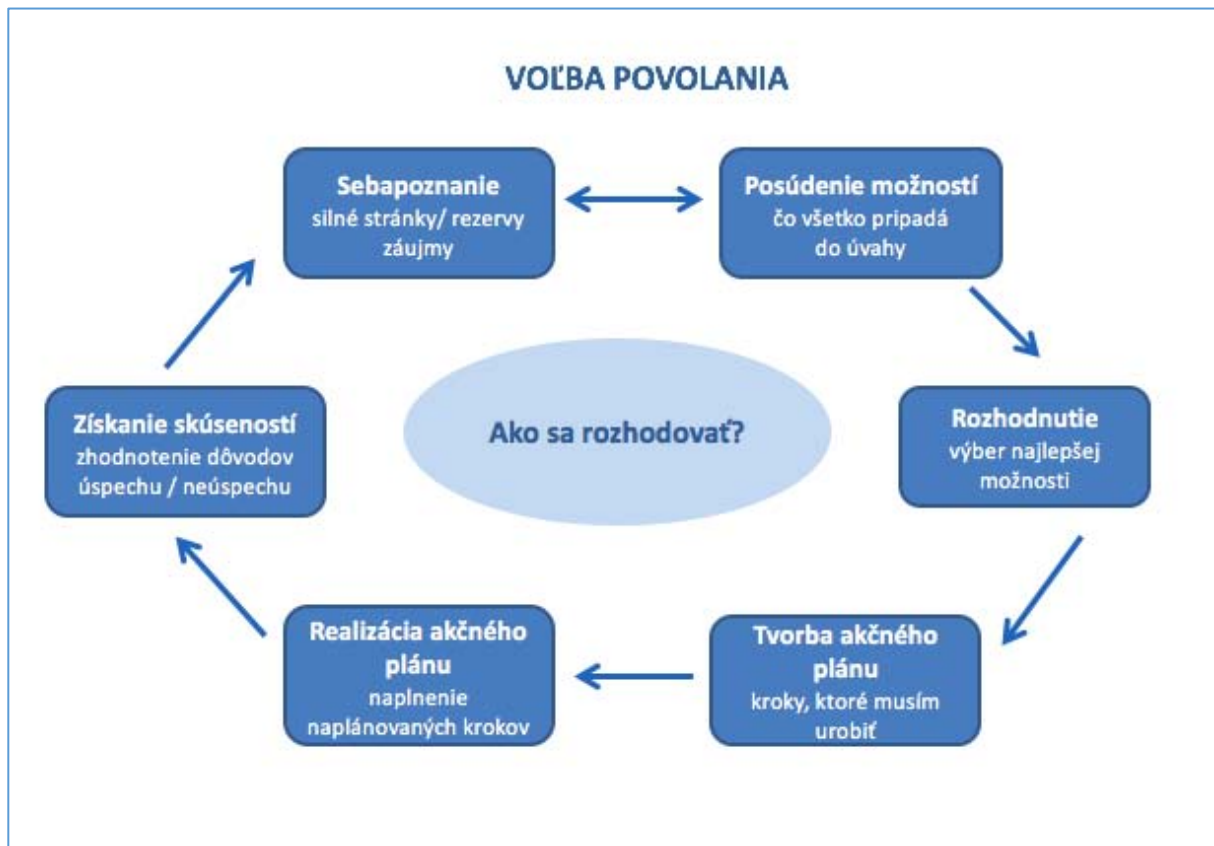 VOĽBA POVOLANIA
Sebapoznanie
silné stránky/ rezervy
záujmy
Posúdenie možností
čo všetko pripadá
do úvahy
Získanie skúseností
zhodnotenie dôvodov
úspechu / neúspechu
Ako sa rozhodovať?
Rozhodnutie
výber najlepšej
možnosti
Realizácia akčného
plánu
naplnenie
naplánovaných krokov
Tvorba akčného
plánu
kroky, ktoré musím
urobiť